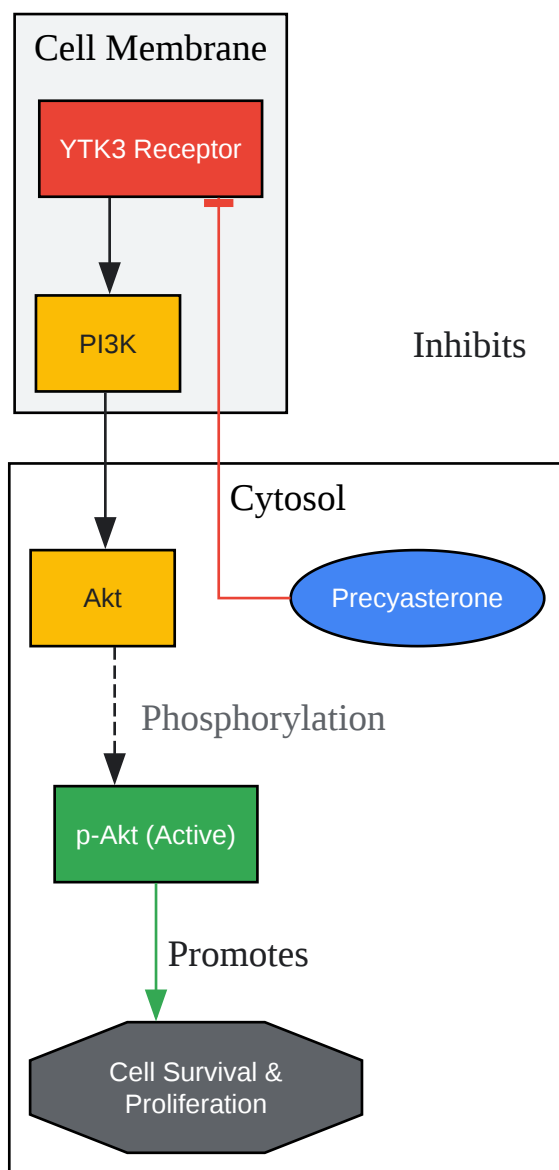 Cell Membrane
YTK3 Receptor
PI3K
Inhibits
Cytosol
Akt
Precyasterone
Phosphorylation
p-Akt (Active)
Promotes
Cell Survival &
Proliferation